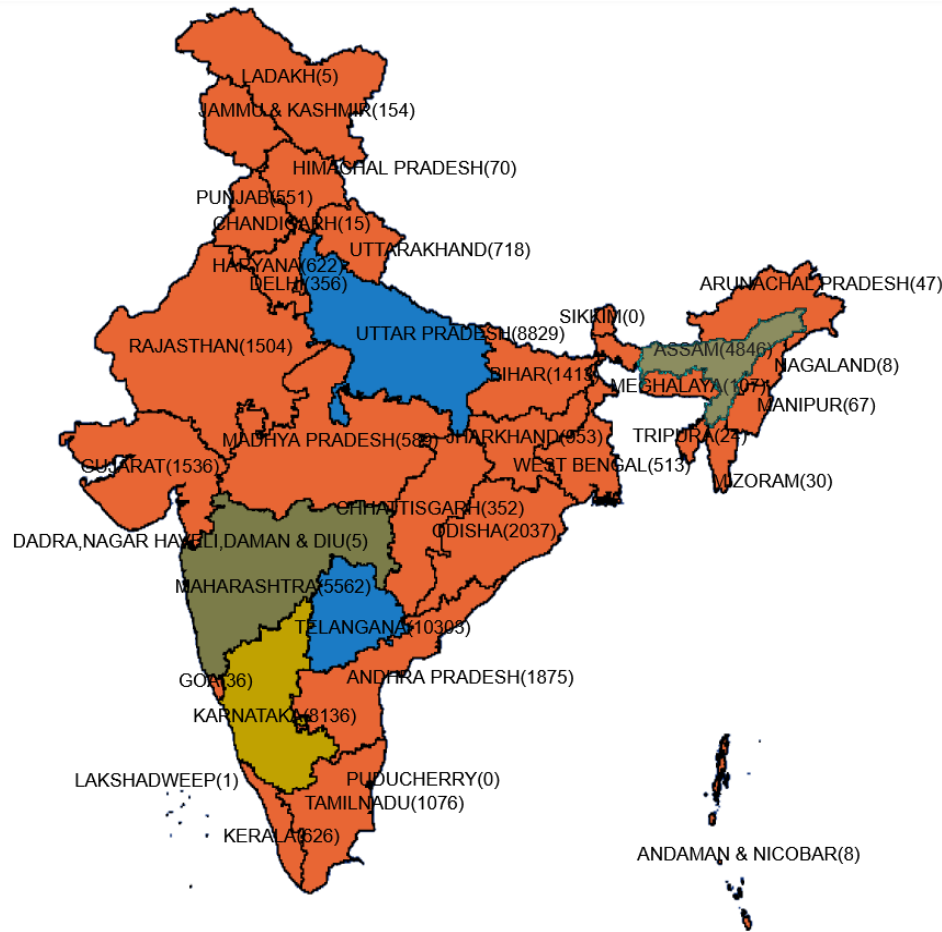 LADAKH(5)
JAMMU & KASHMIR(154)
HIMACHAL PRADESH(70)
PUNJAB(551)
CHANDIGARH(15)
UTTARAKHAND(718)
HARYANA(622)
DELHI(356)
ARUNACHAL PRADESH(47)
SIKKIM(0)
UTTAR PRADESH(8829)
RAJASTHAN(1504)
ASSAM(4846)
NAGALAND(8)
BIHAR(1413)
MEGHALAYA(107)
MANIPUR(67)
MADHYA PRADESH(589)
JHARKHAND(953)
TRIPURA(24)
GUJARAT(1536)
WEST BENGAL(513)
MIZORAM(30)
CHHATTISGARH(352)
ODISHA(2037)
DADRA,NAGAR HAVELI,DAMAN & DIU(5)
MAHARASHTRA(5562)
TELANGANA(10303)
ANDHRA PRADESH(1875)
GOA(36)
KARNATAKA(8136)
LAKSHADWEEP(1)
PUDUCHERRY(0)
TAMILNADU(1076)
KERALA(626)
ANDAMAN & NICOBAR(8)